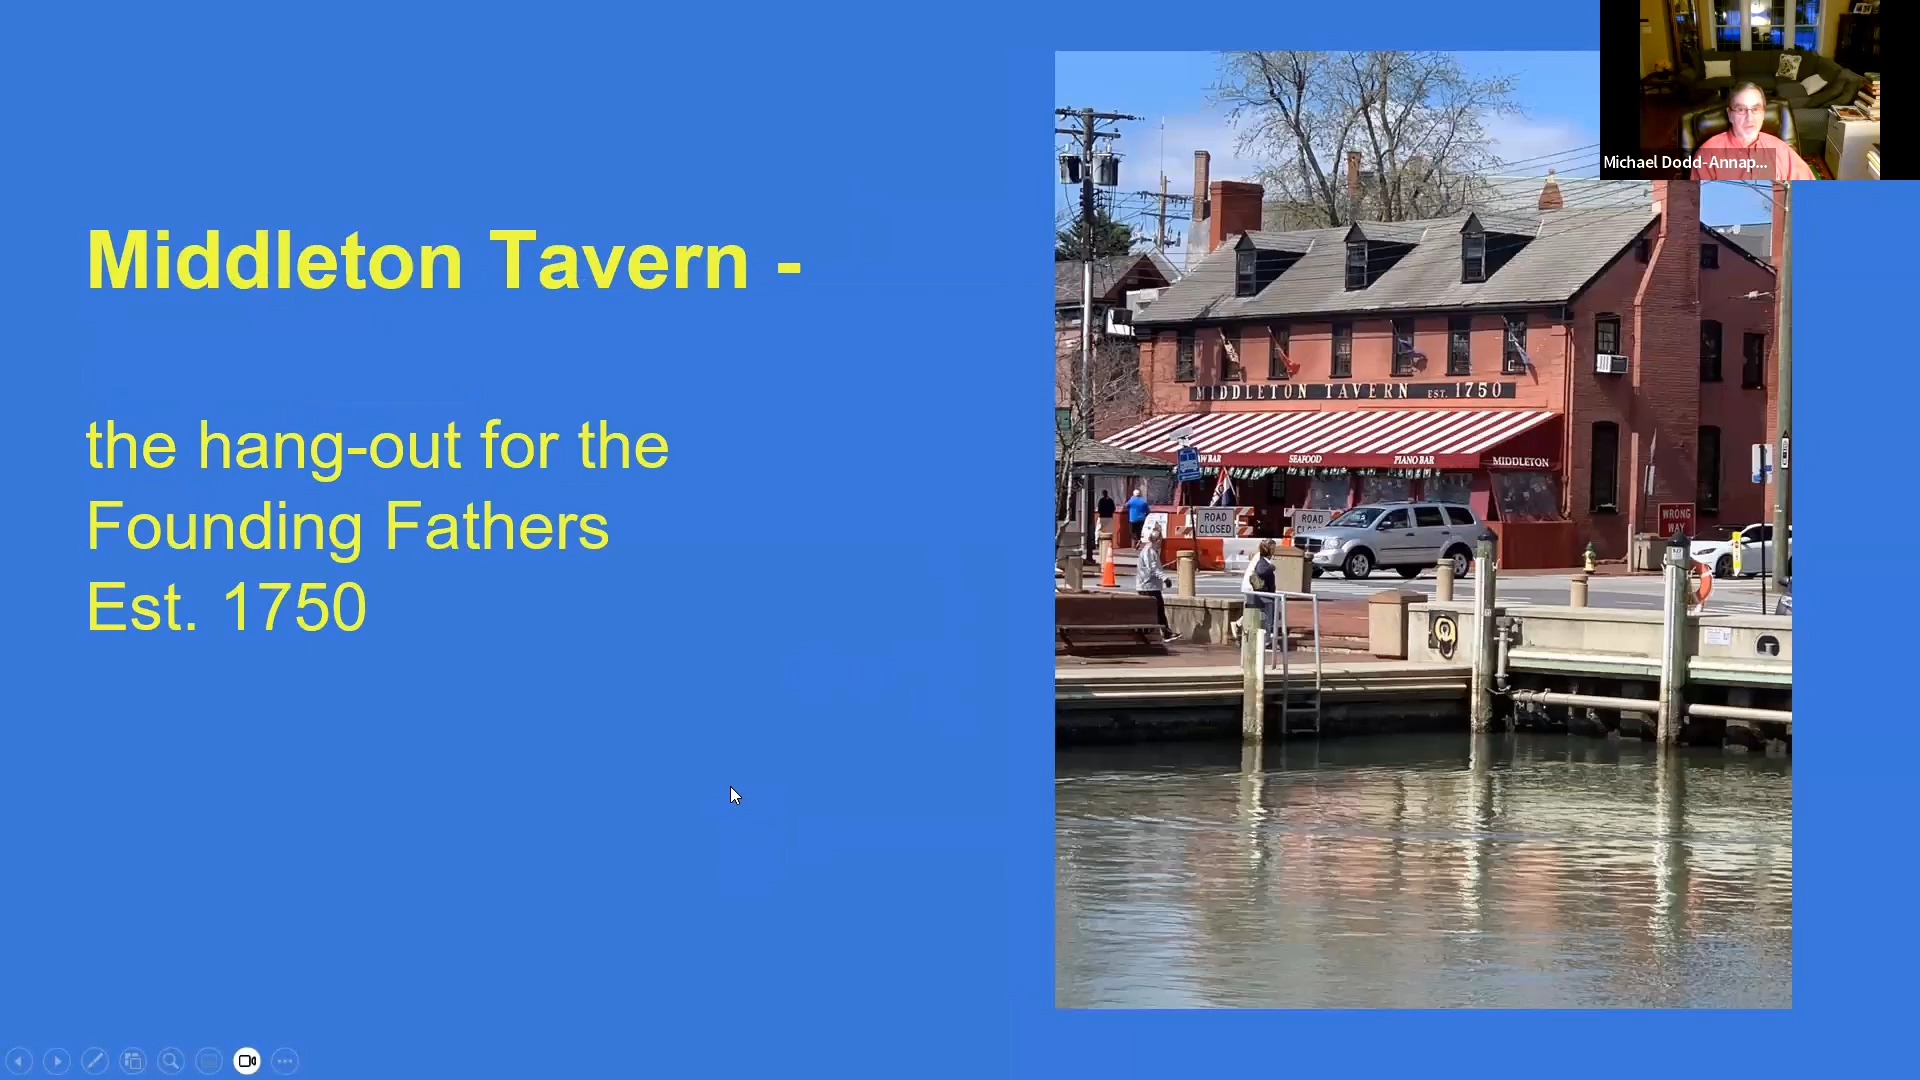 Middleton Tavern -
the hang-out for the
Founding Fathers
Est. 1750
Michael Dodd-Annap...
MIDDLETON TAVERN EST. 1750
SEAFOOD
PIANO BAR
MIDDLETON
ROAD CLOSED
ROAD
WRONG WAY